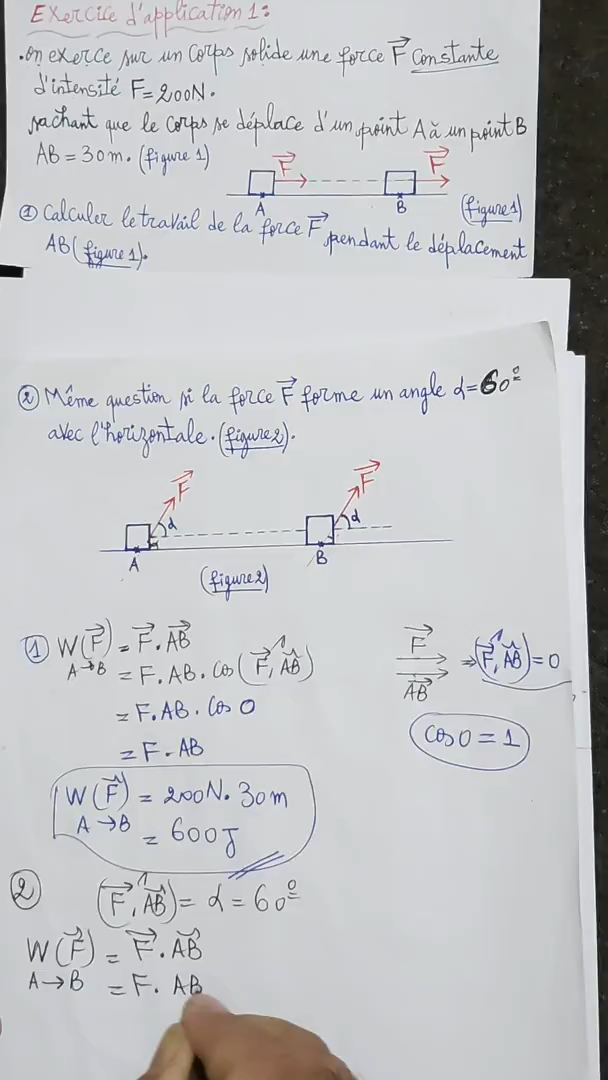 Exercice d'application 1:
.on exerce sur un corps solide une force F⃗ constante
d'intensité F=200N.
sachant que le corps se déplace d'un point A à un point B
AB = 30m. (figure 1)
F⃗ F⃗
A B (figure 1)
① Calculer le travail de la force F⃗ pendant le déplacement
AB (figure 1).
② Même question si la force F⃗ forme un angle α=60°
avec l'horizontale. (figure 2).
F⃗ F⃗
α α
A B
(figure 2)
① W(F⃗) = F⃗.AB⃗
A→B = F. AB. cos(F⃗, AB⃗)
= F. AB. cos 0
= F. AB
F⃗
AB⃗ ⇒ (F⃗, AB⃗) = 0
cos 0 = 1
W(F⃗) = 200N. 30m
A→B = 600J
② (F⃗, AB⃗) = α = 60°
W(F⃗) = F⃗. AB⃗
A→B = F. AB